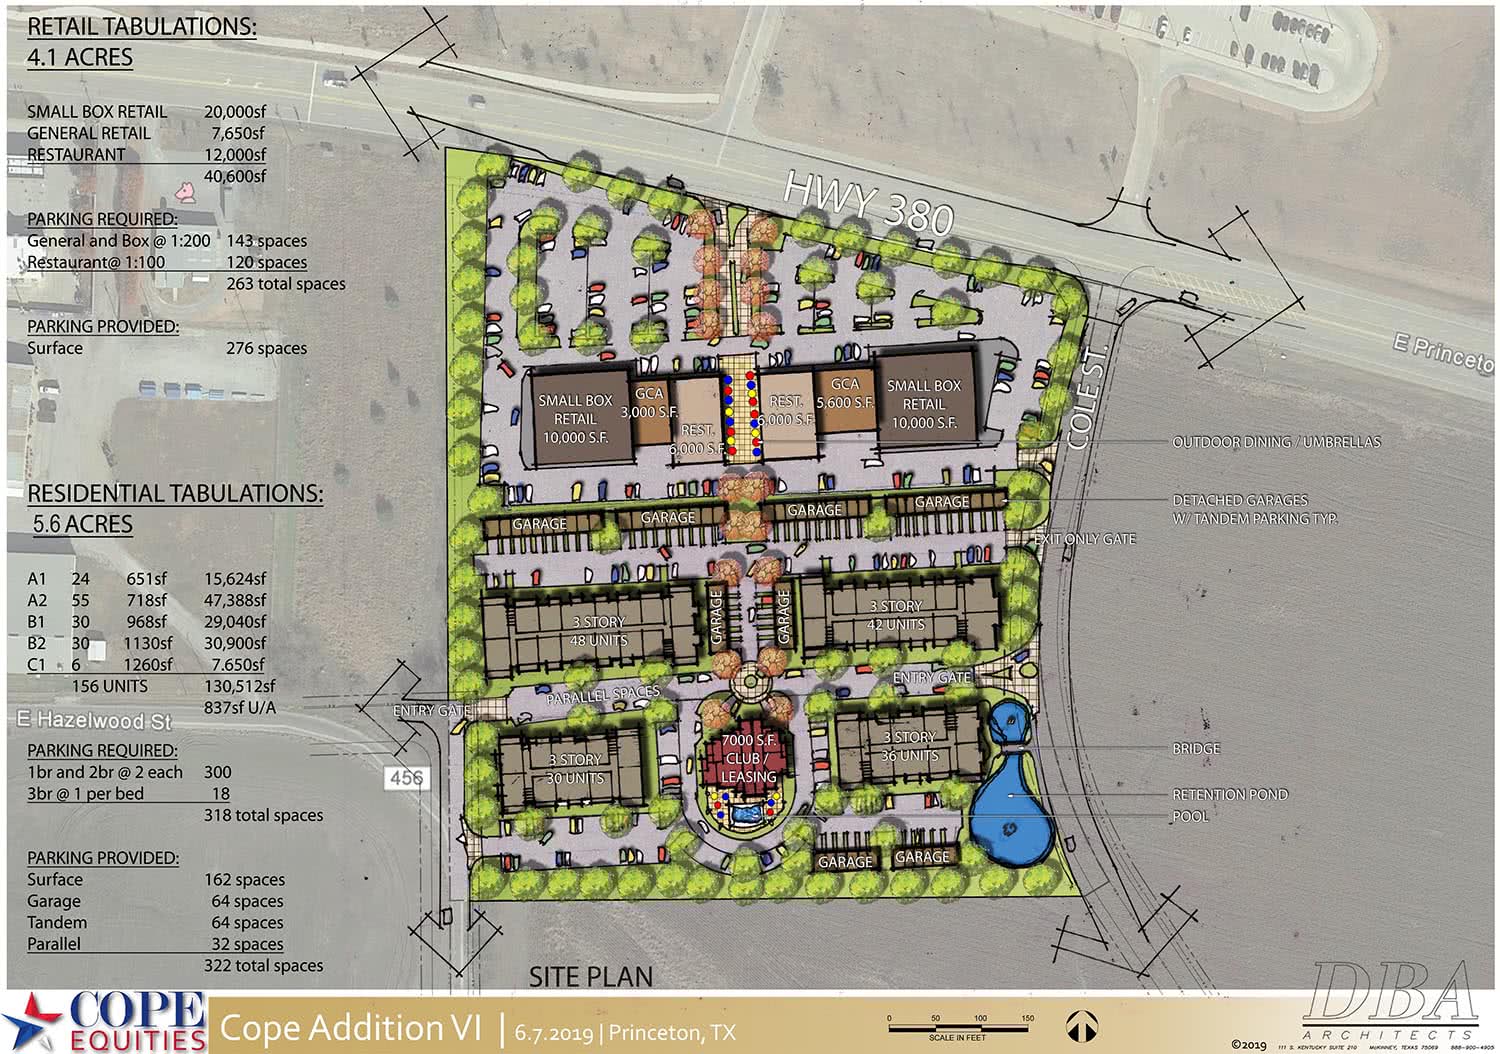 RETAIL TABULATIONS:
4.1 ACRES
SMALL BOX RETAIL 20,000sf
GENERAL RETAIL 7,650sf
RESTAURANT 12,000sf
40,600sf
PARKING REQUIRED:
General and Box @ 1:200 143 spaces
Restaurant@ 1:100 120 spaces
263 total spaces
PARKING PROVIDED:
Surface 276 spaces
RESIDENTIAL TABULATIONS:
5.6 ACRES
A1 24 651sf 15,624sf
A2 55 718sf 47,388sf
B1 30 968sf 29,040sf
B2 30 1130sf 30,900sf
C1 6 1260sf 7.650sf
156 UNITS 130,512sf
837sf U/A
E Hazelwood St
PARKING REQUIRED:
1br and 2br @ 2 each 300
3br @ 1 per bed 18
318 total spaces
PARKING PROVIDED:
Surface 162 spaces
Garage 64 spaces
Tandem 64 spaces
Parallel 32 spaces
322 total spaces
HWY 380
E Princeto
COLE ST.
SMALL BOX
RETAIL
10,000 S.F.
GCA
3,000 S.F.
REST.
6,000 S.F.
REST.
6,000 S.F.
GCA
5,600 S.F.
SMALL BOX
RETAIL
10,000 S.F.
OUTDOOR DINING / UMBRELLAS
DETACHED GARAGES
W/ TANDEM PARKING TYP.
GARAGE
GARAGE
GARAGE
GARAGE
EXIT ONLY GATE
3 STORY
48 UNITS
GARAGE
GARAGE
3 STORY
42 UNITS
ENTRY GATE
PARALLEL SPACES
ENTRY GATE
456
3 STORY
30 UNITS
7000 S.F.
CLUB /
LEASING
3 STORY
36 UNITS
BRIDGE
RETENTION POND
POOL
GARAGE
GARAGE
SITE PLAN
COPE
EQUITIES
Cope Addition VI | 6.7.2019 | Princeton, TX
0 50 100 150
SCALE IN FEET
©2019
DBA
ARCHITECTS
111 S. KENTUCKY SUITE 210 McKINNEY, TEXAS 75069 888-900-4905